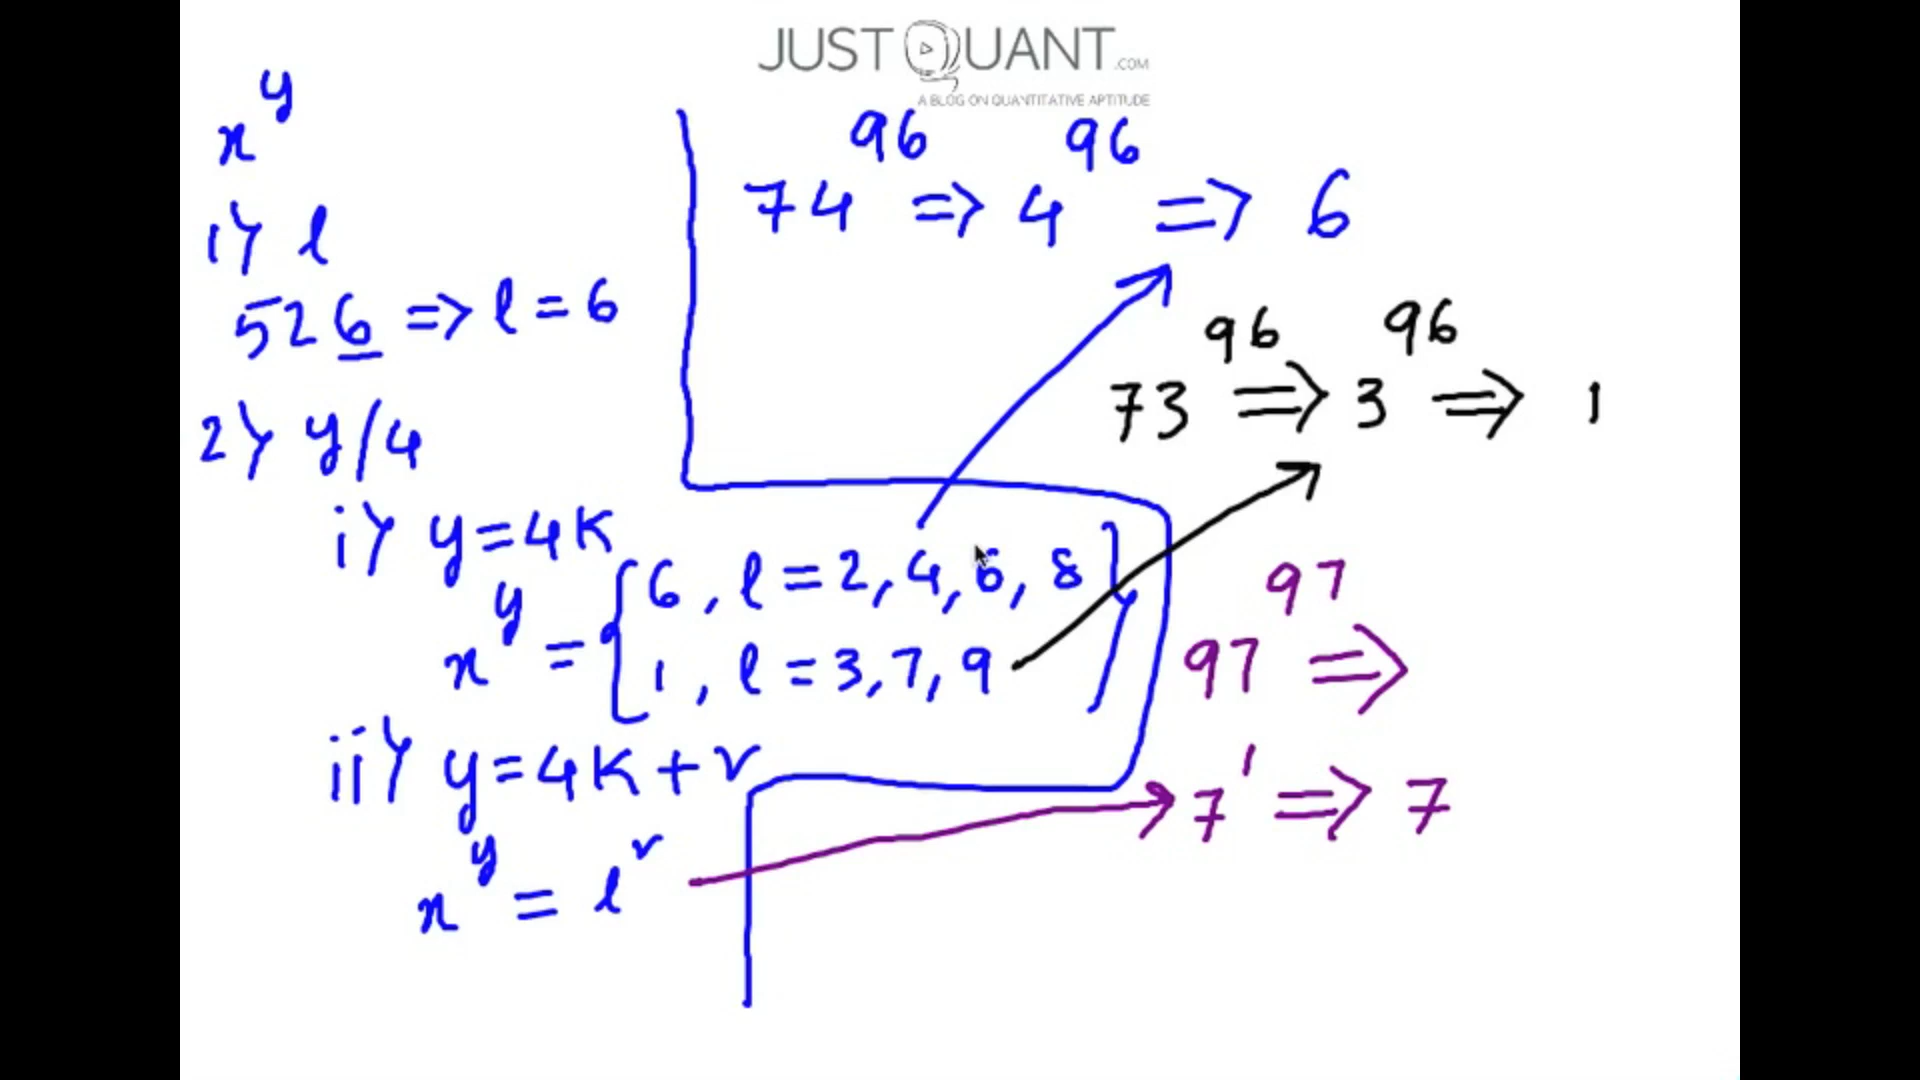 JUSTQUANT.COM
A BLOG ON QUANTITATIVE APTITUDE
x^y
1) l
526 => l = 6
2) y/4
i) y = 4K
x^y = { 6, l = 2, 4, 6, 8
1, l = 3, 7, 9 }
ii) y = 4K + r
x^y = l^r
74^96 => 4^96 => 6
73^96 => 3^96 => 1
97^97 =>
7^1 => 7